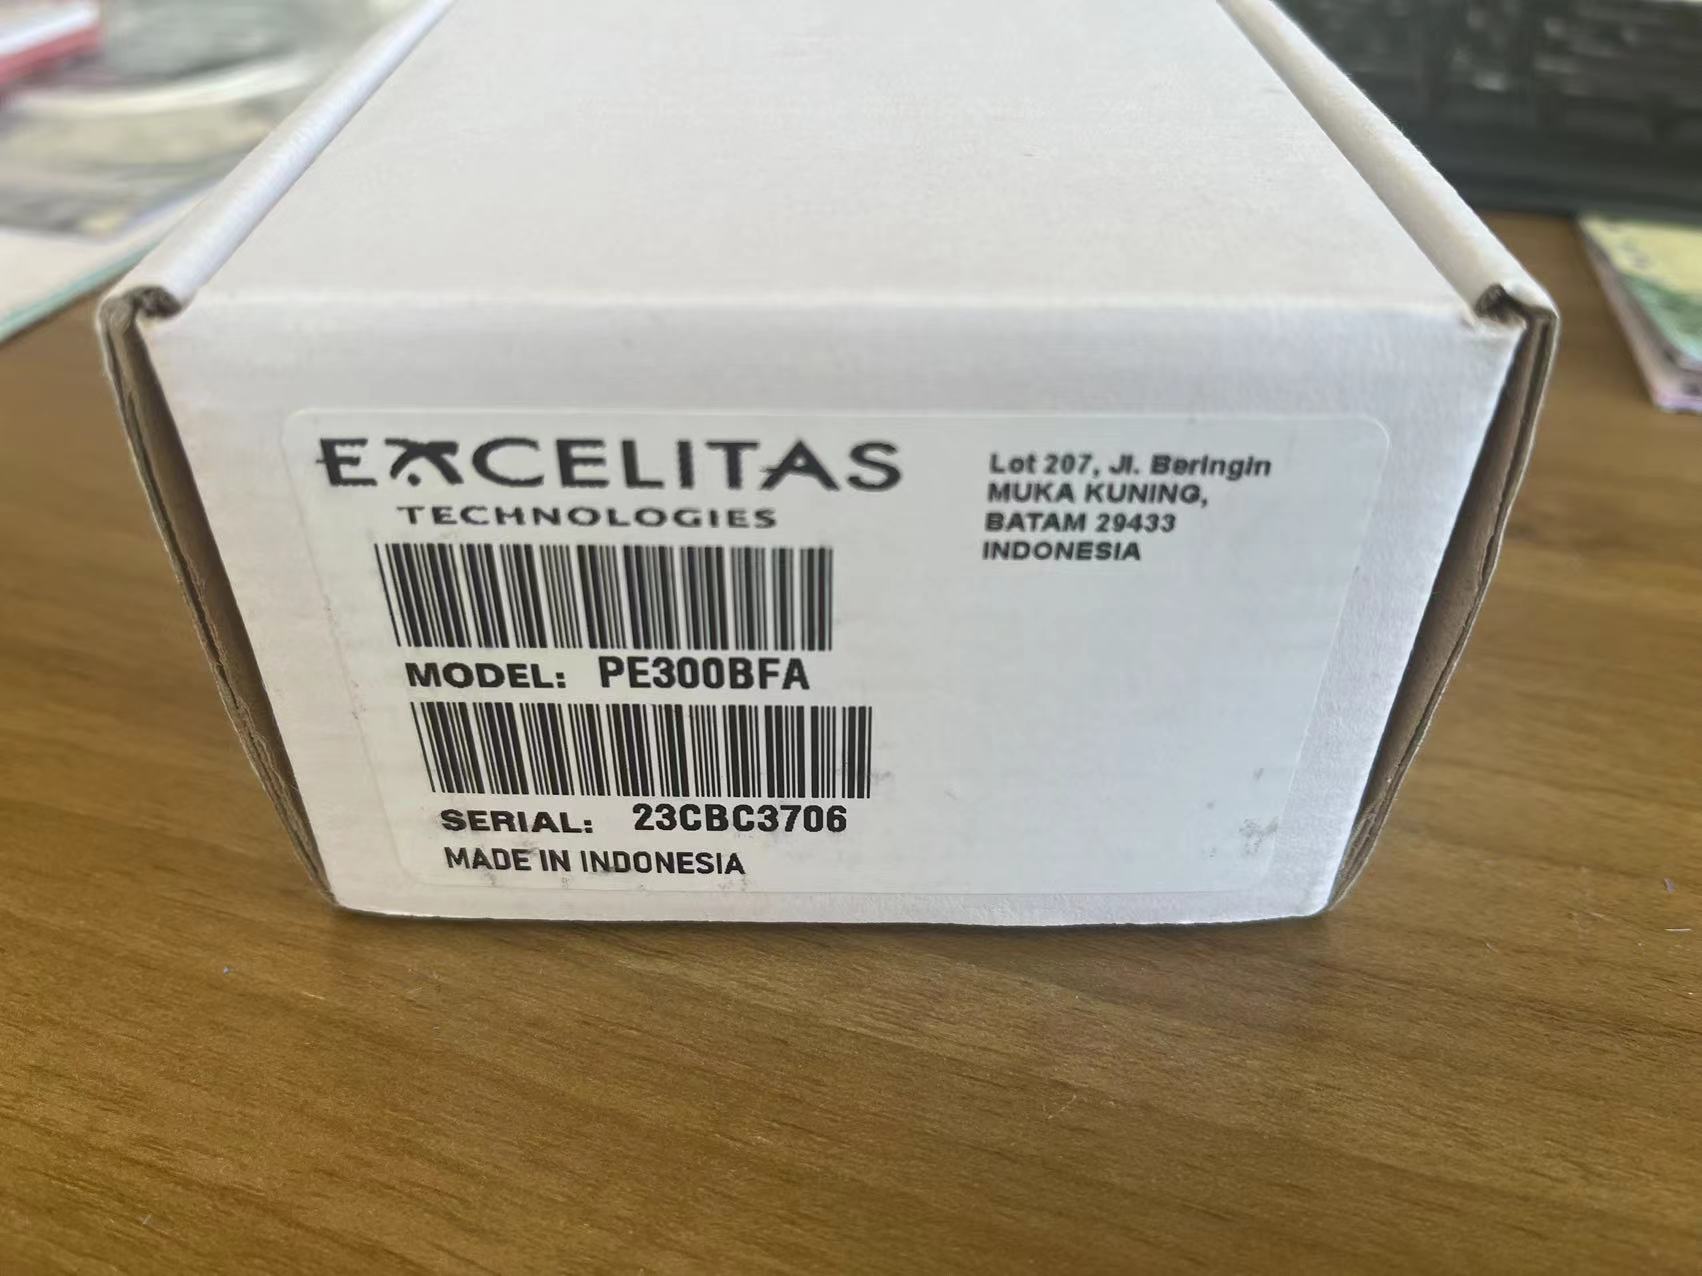 EXCELITAS
TECHNOLOGIES
Lot 207, Jl. Beringin
MUKA KUNING,
BATAM 29433
INDONESIA
MODEL: PE300BFA
SERIAL: 23CBC3706
MADE IN INDONESIA